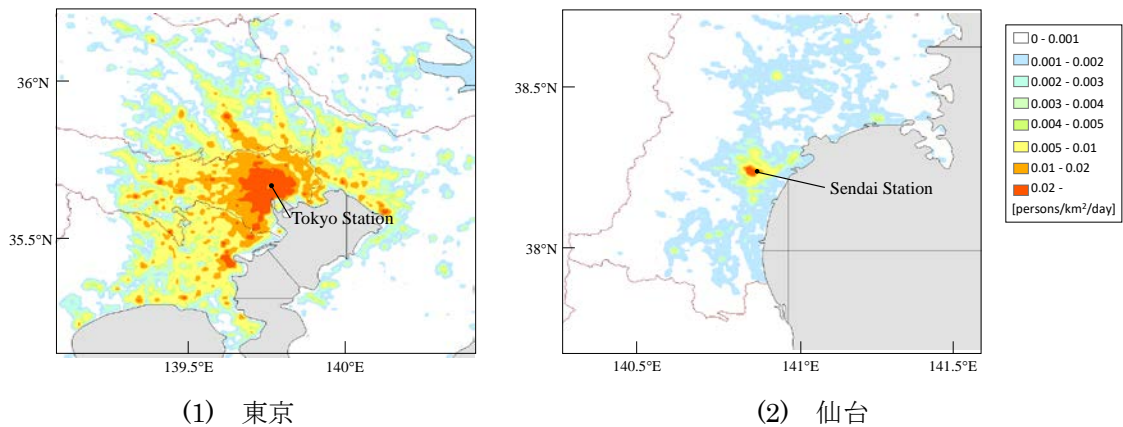 36°N
35.5°N
139.5°E
140°E
Tokyo Station
(1) 東京
38.5°N
38°N
140.5°E
141°E
141.5°E
Sendai Station
(2) 仙台
0 - 0.001
0.001 - 0.002
0.002 - 0.003
0.003 - 0.004
0.004 - 0.005
0.005 - 0.01
0.01 - 0.02
0.02 -
[persons/km²/day]